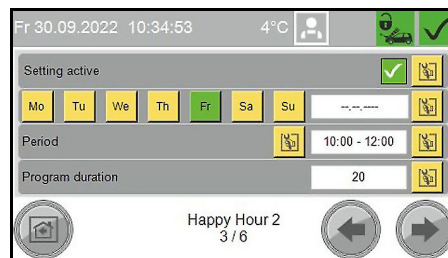 Fr 30.09.2022 10:34:53 4°C
Setting active
Mo Tu We Th Fr Sa Su --.--.----
Period 10:00 - 12:00
Program duration 20
Happy Hour 2
3 / 6